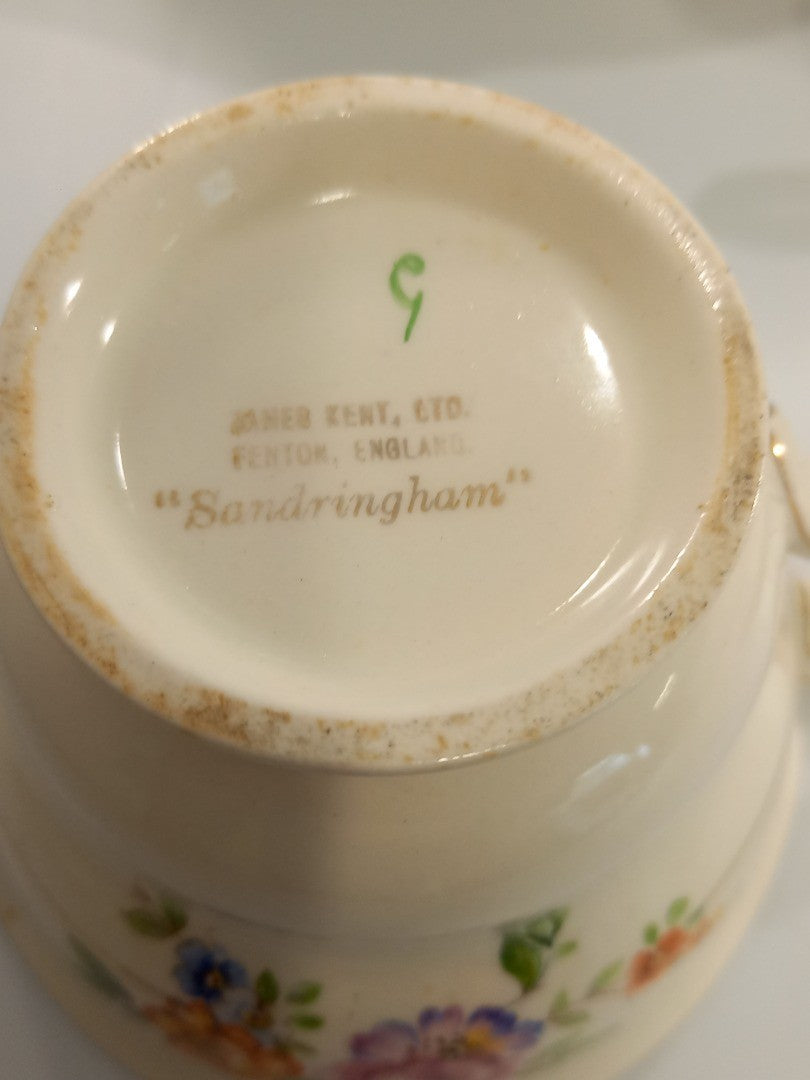 JAMES KENT, LTD.
FENTON, ENGLAND.
"Sandringham"